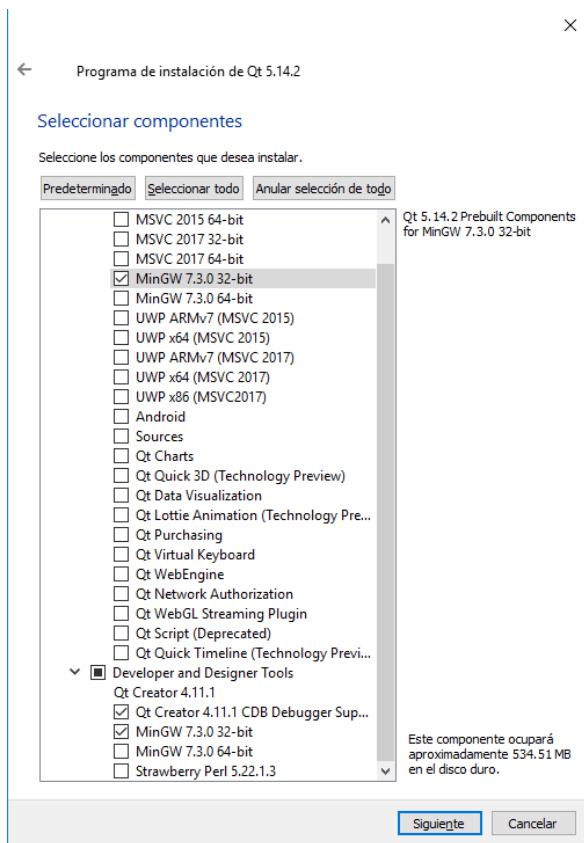 Programa de instalación de Qt 5.14.2
Seleccionar componentes
Seleccione los componentes que desea instalar.
Predeterminado
Seleccionar todo
Anular selección de todo
MSVC 2015 64-bit
MSVC 2017 32-bit
MSVC 2017 64-bit
MinGW 7.3.0 32-bit
MinGW 7.3.0 64-bit
UWP ARMv7 (MSVC 2015)
UWP x64 (MSVC 2015)
UWP ARMv7 (MSVC 2017)
UWP x64 (MSVC 2017)
UWP x86 (MSVC2017)
Android
Sources
Qt Charts
Qt Quick 3D (Technology Preview)
Qt Data Visualization
Qt Lottie Animation (Technology Pre...
Qt Purchasing
Qt Virtual Keyboard
Qt WebEngine
Qt Network Authorization
Qt WebGL Streaming Plugin
Qt Script (Deprecated)
Qt Quick Timeline (Technology Previ...
Developer and Designer Tools
Qt Creator 4.11.1
Qt Creator 4.11.1 CDB Debugger Sup...
MinGW 7.3.0 32-bit
MinGW 7.3.0 64-bit
Strawberry Perl 5.22.1.3
Qt 5.14.2 Prebuilt Components
for MinGW 7.3.0 32-bit
Este componente ocupará
aproximadamente 534.51 MB
en el disco duro.
Siguiente
Cancelar